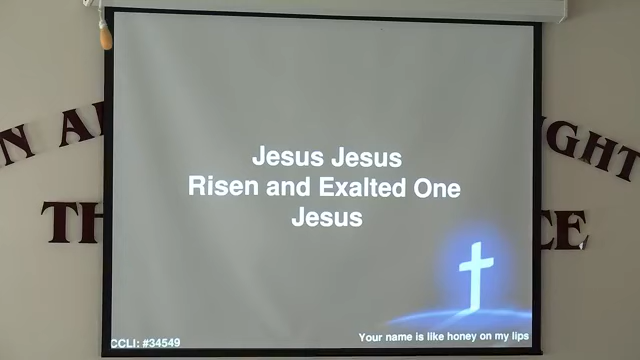 Jesus Jesus
Risen and Exalted One
Jesus
CCLI: #34549
Your name is like honey on my lips